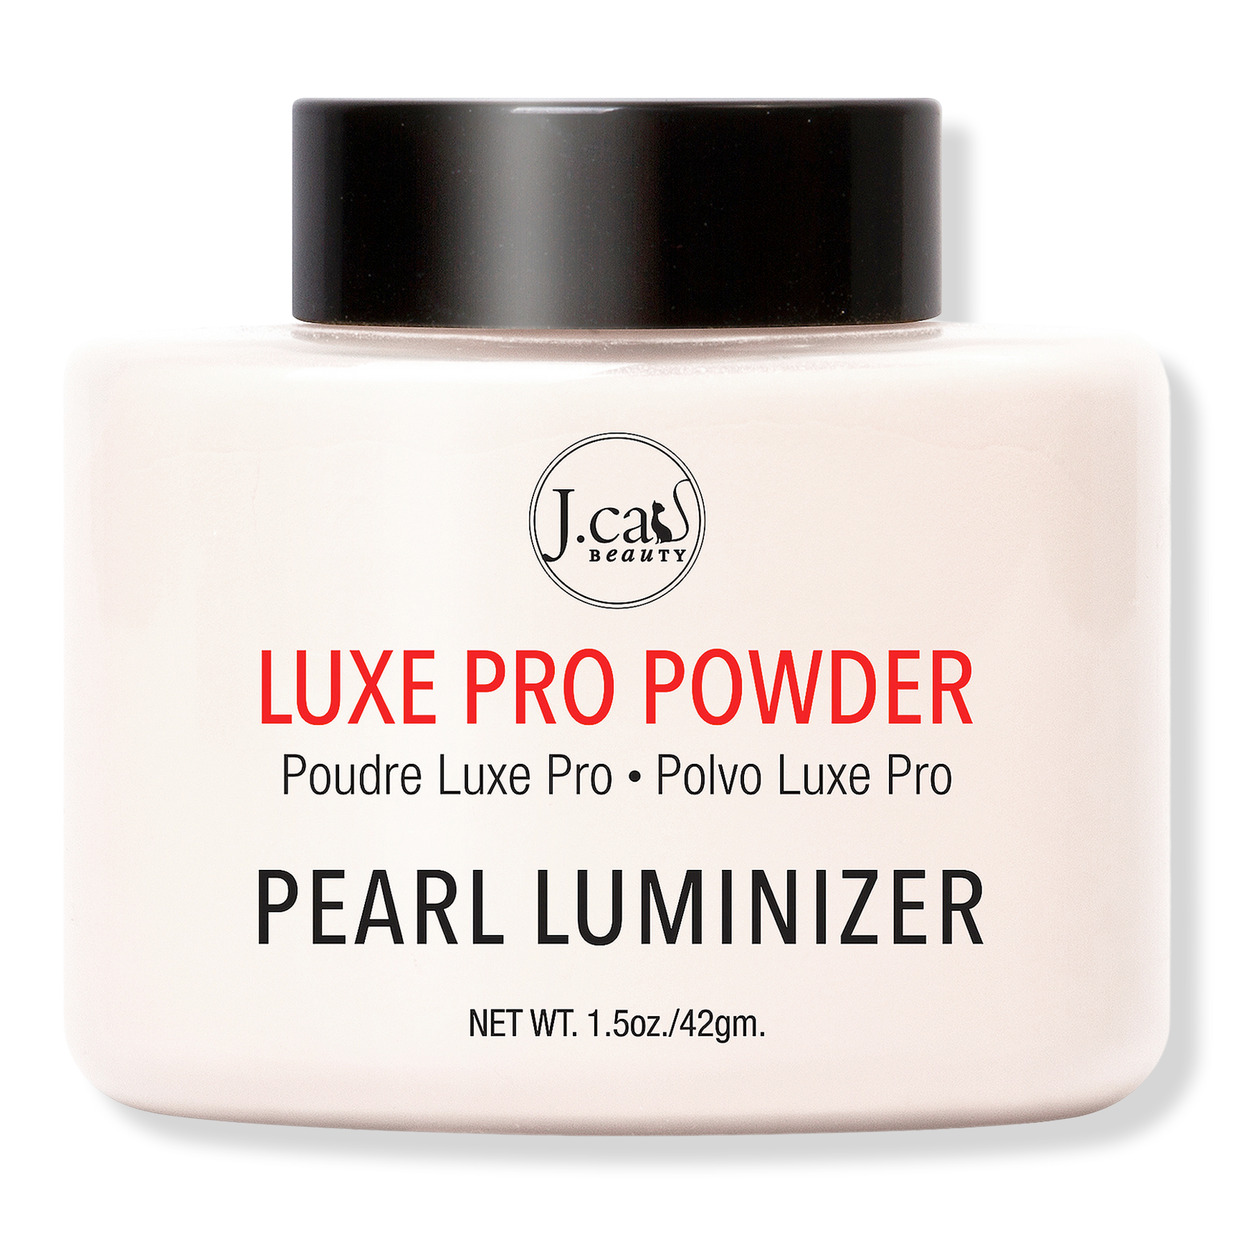 J.cat
Beauty
LUXE PRO POWDER
Poudre Luxe Pro • Polvo Luxe Pro
PEARL LUMINIZER
NET WT. 1.5oz./42gm.